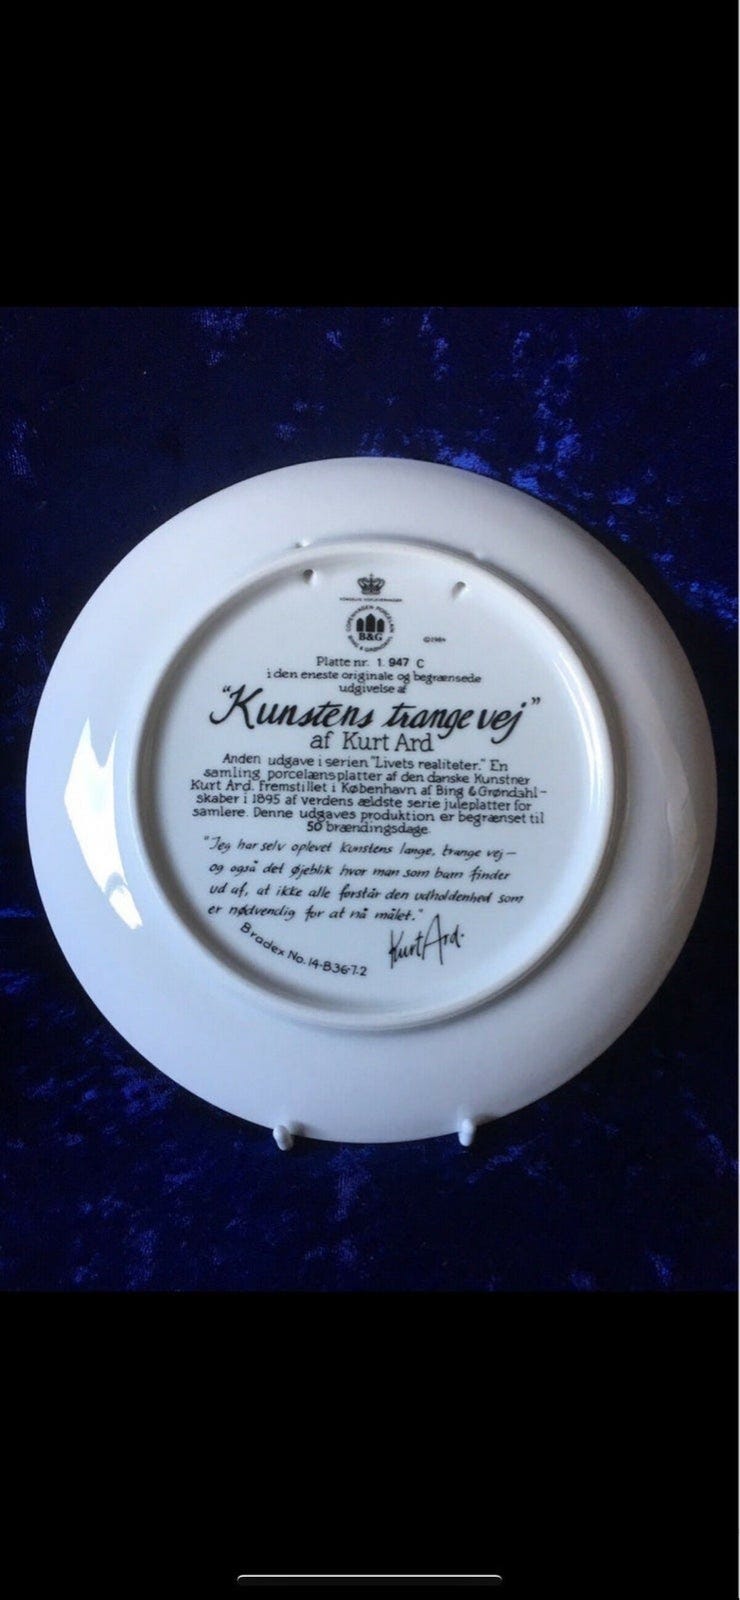 COPENHAGEN PORCELAIN
B&G
BING & GRØNDAHL
©1984
Platte nr. 1. 947 C
i den eneste originale og begrænsede
udgivelse af
"Kunstens trange vej"
af Kurt Ard
Anden udgave i serien "Livets realiteter." En
samling porcelænsplatter af den danske Kunstner
Kurt Ard. Fremstillet i København af Bing & Grøndahl-
skaber i 1895 af verdens ældste serie juleplatter for
samlere. Denne udgaves produktion er begrænset til
50 brændingsdage.
"Jeg har selv oplevet Kunstens lange, trange vej -
og også det øjeblik hvor man som barn finder
ud af, at ikke alle forstår den udholdenhed som
er nødvendig for at nå målet."
Kurt Ard.
Bradex No. 14-B36-7.2